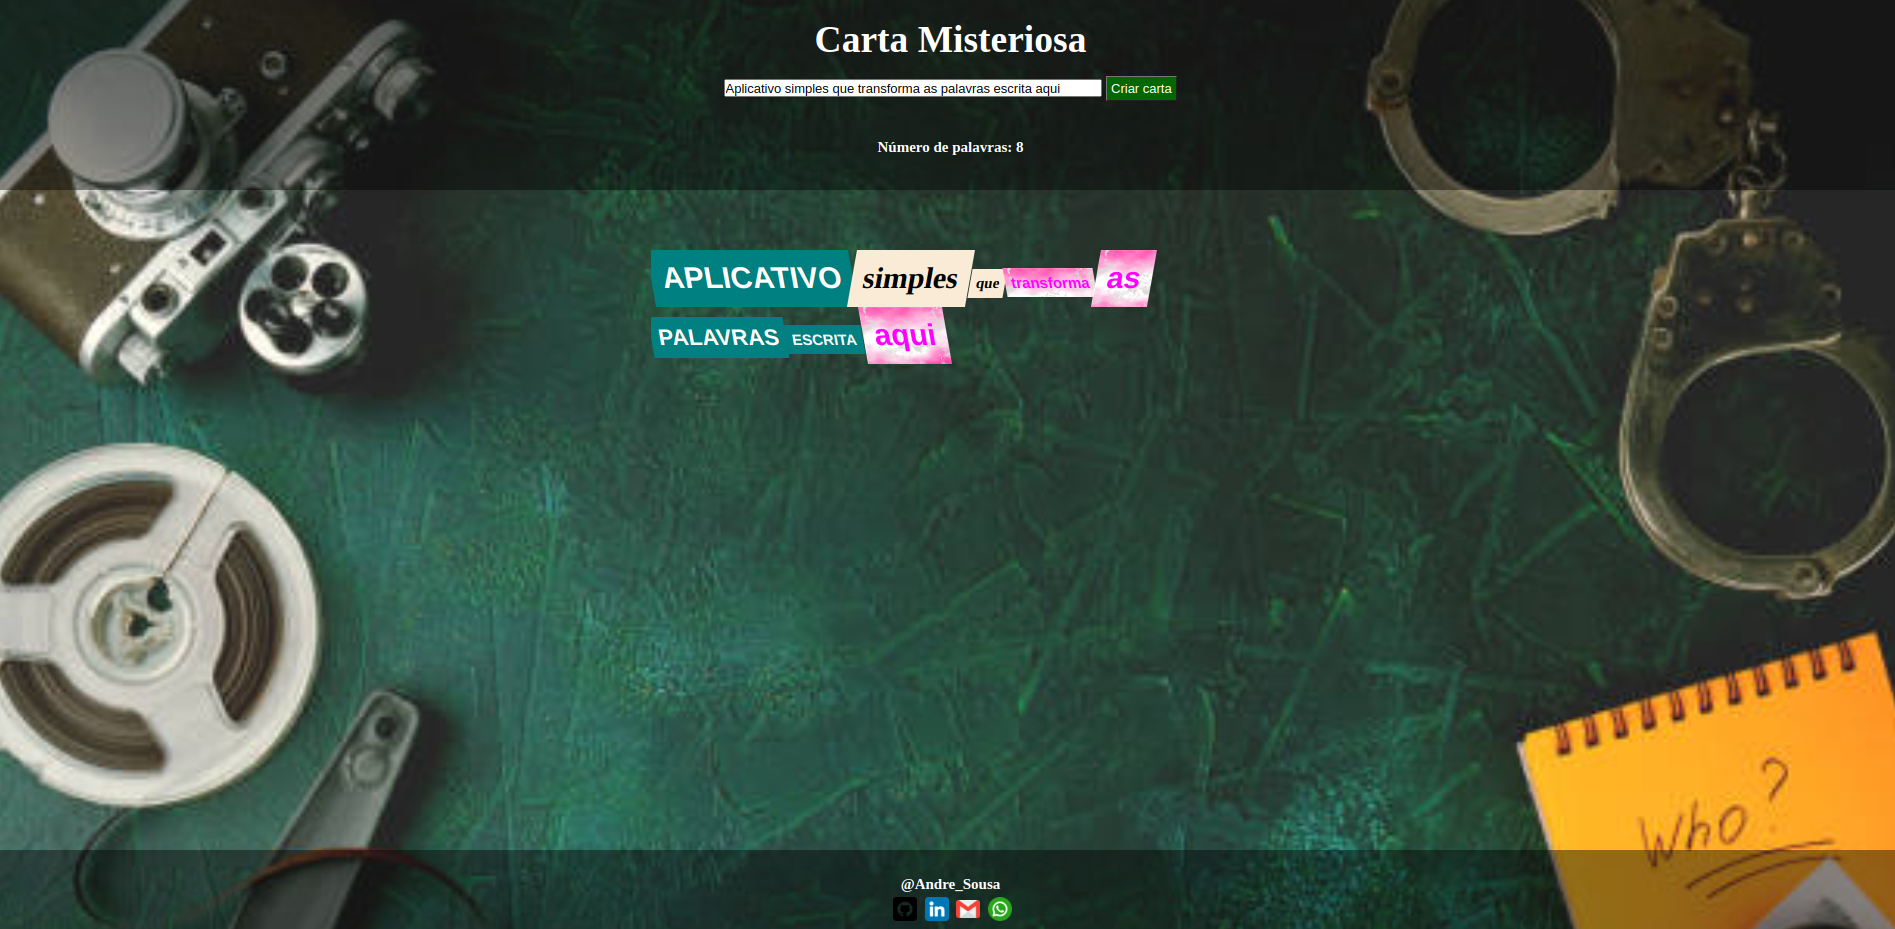 Carta Misteriosa
Aplicativo simples que transforma as palavras escrita aqui Criar carta
Número de palavras: 8
APLICATIVO simples que transforma as
PALAVRAS ESCRITA aqui
Who?
@Andre_Sousa
in